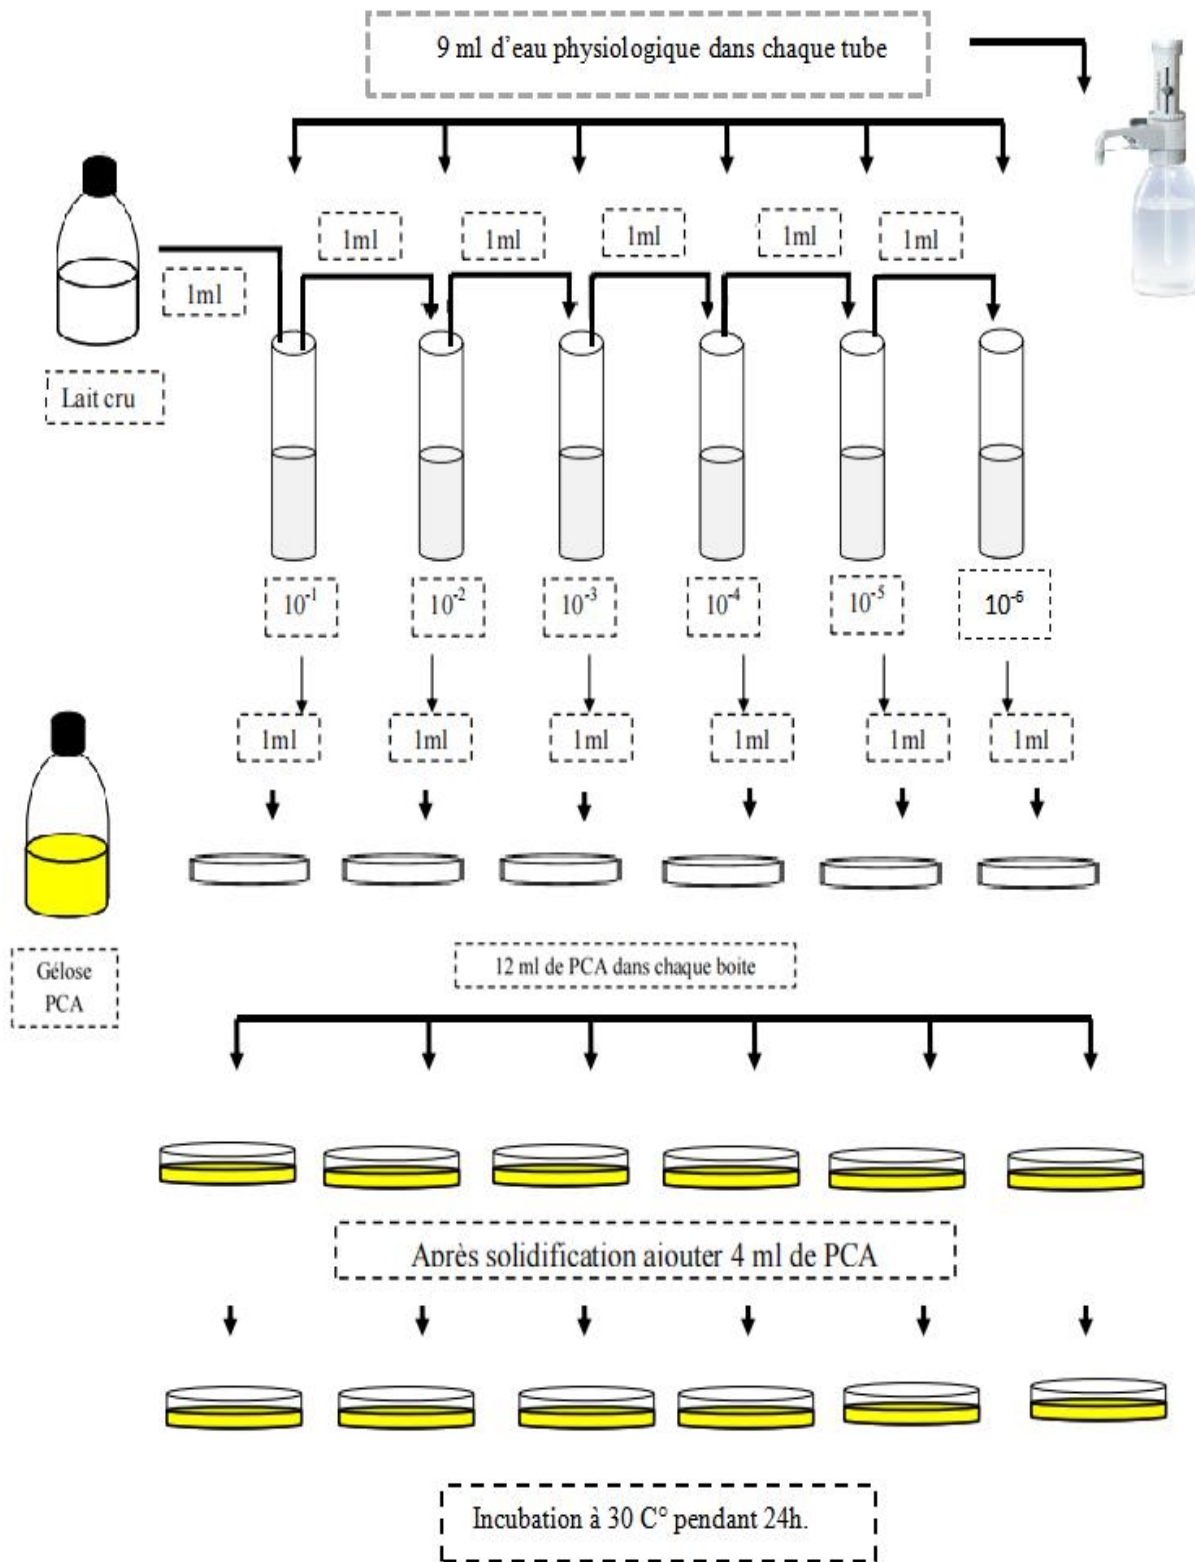 9 ml d'eau physiologique dans chaque tube
1ml
1ml
1ml
1ml
1ml
1ml
Lait cru
10-1
10-2
10-3
10-4
10-5
10-6
1ml
1ml
1ml
1ml
1ml
1ml
Gélose
PCA
12 ml de PCA dans chaque boite
Après solidification ajouter 4 ml de PCA
Incubation à 30 C° pendant 24h.